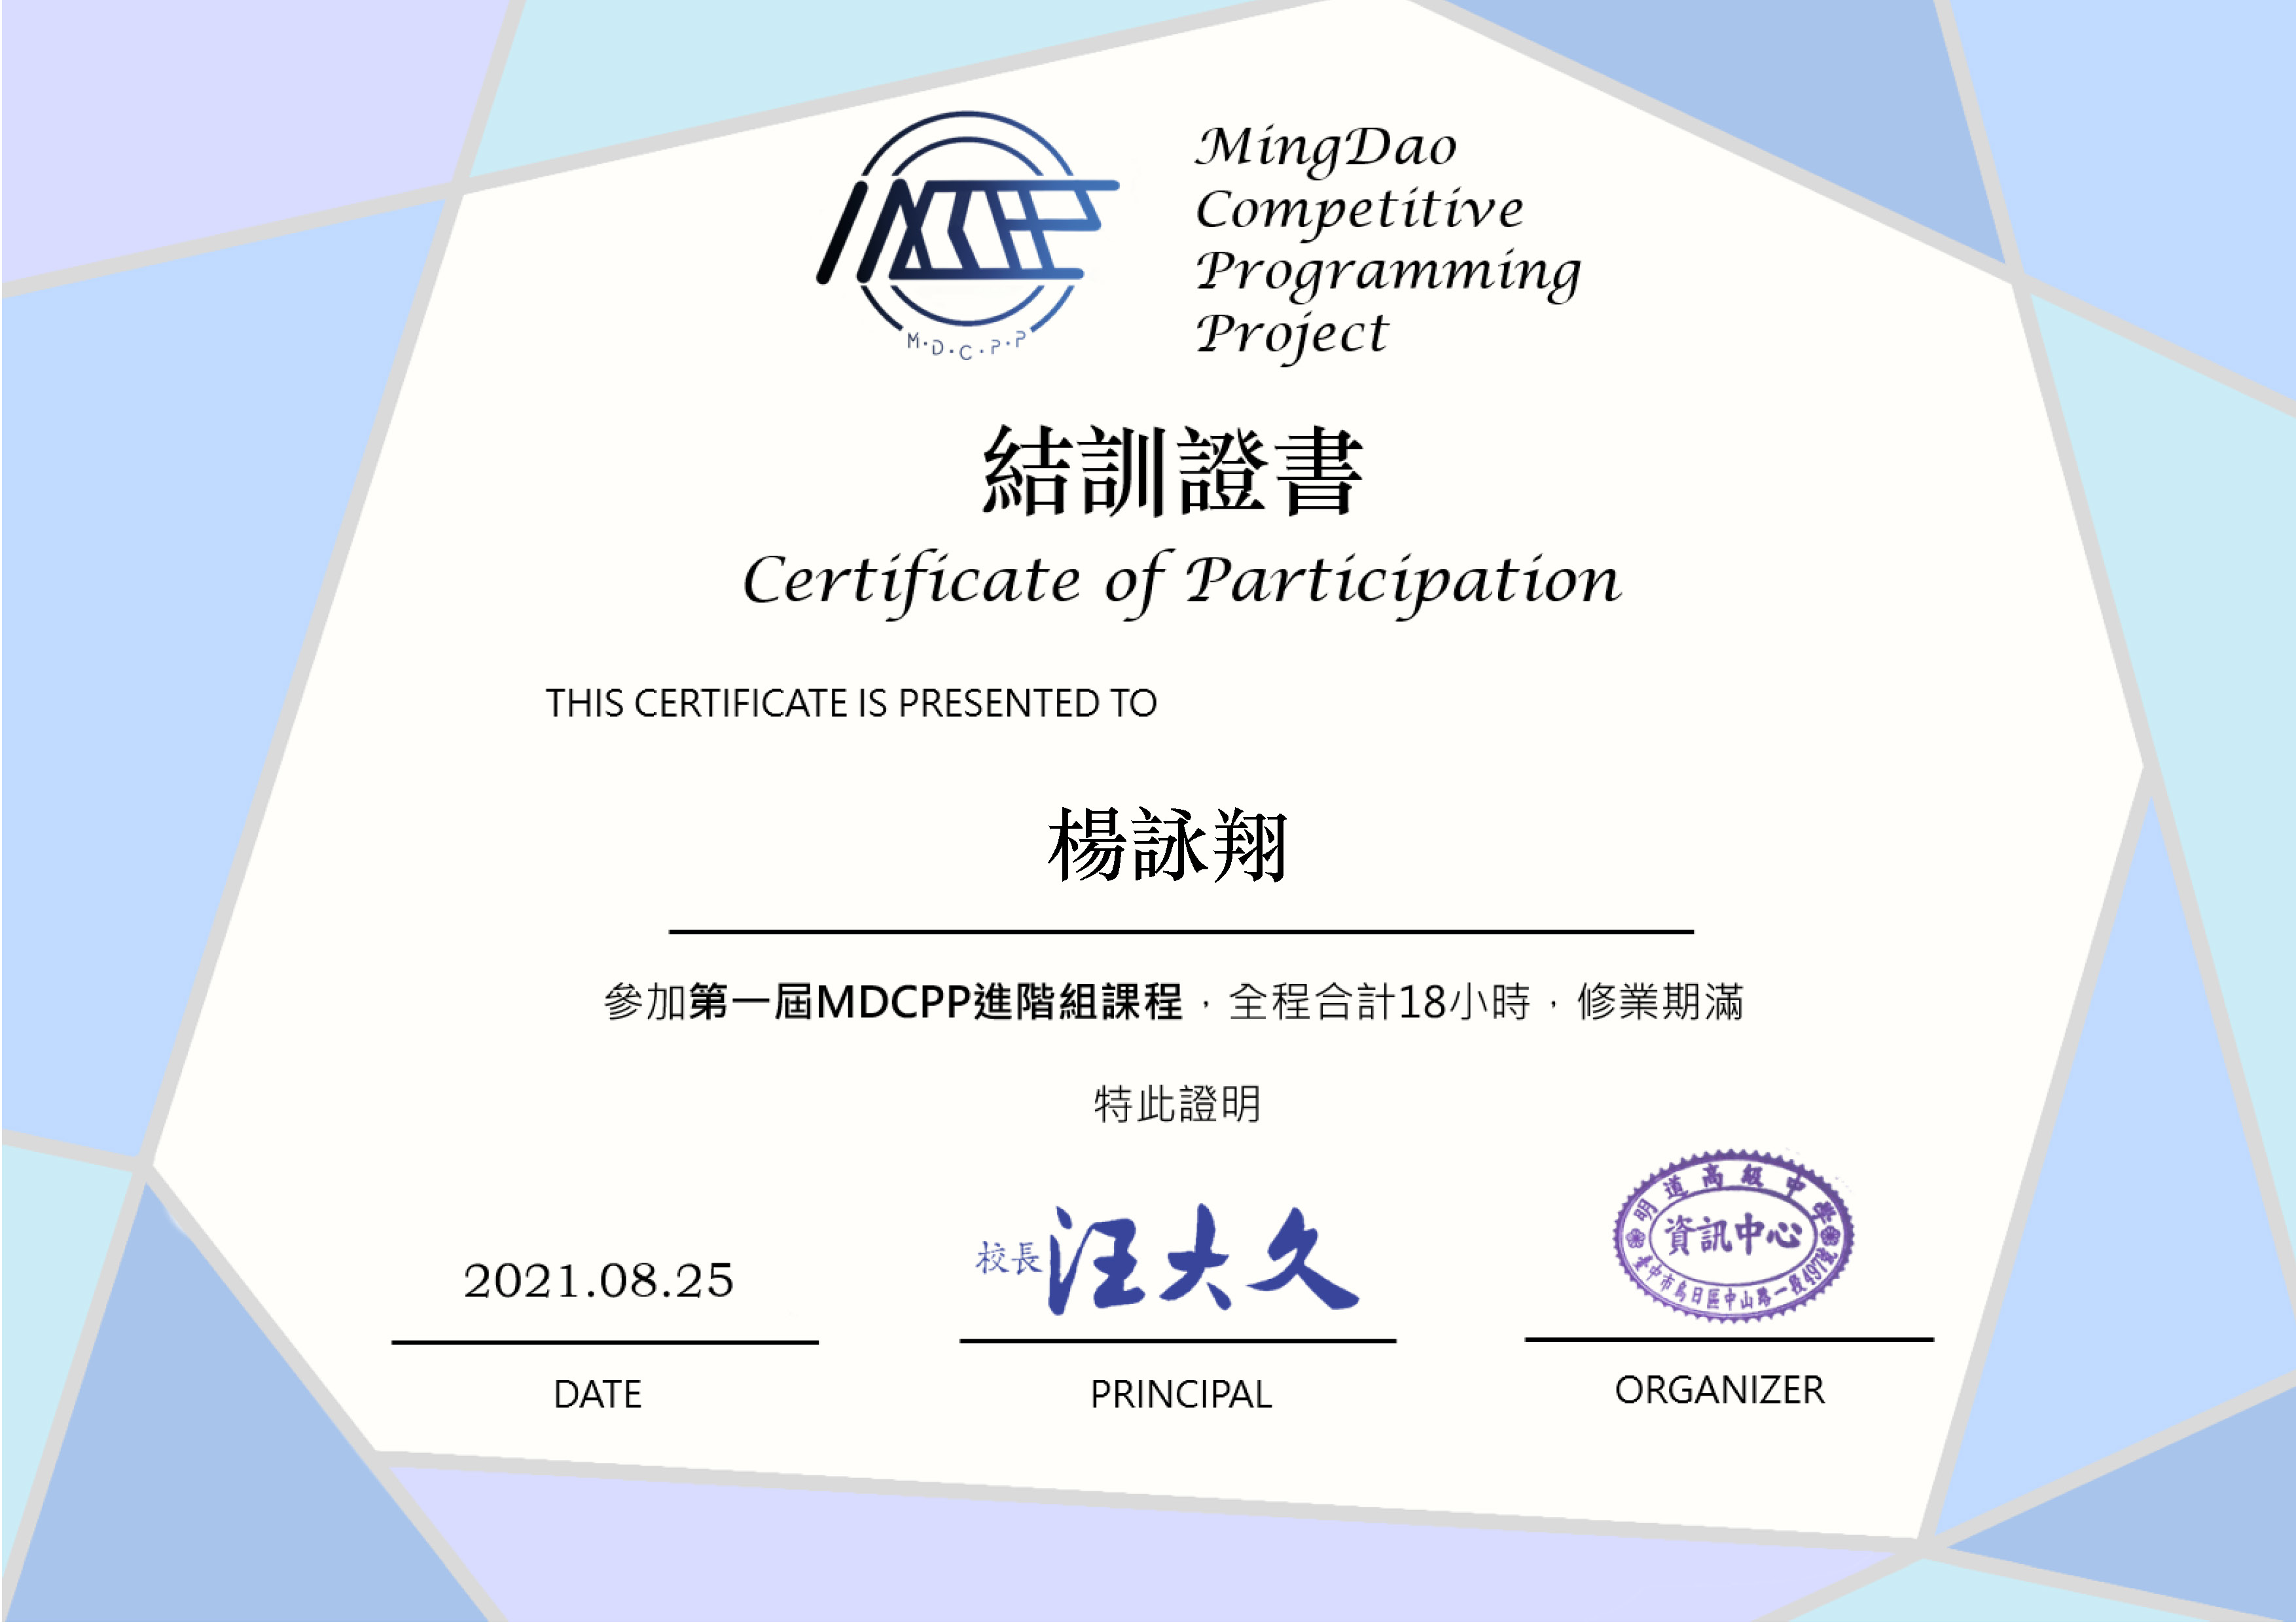 MingDao
Competitive
Programming
Project
M·D·C·P·P
結訓證書
Certificate of Participation
THIS CERTIFICATE IS PRESENTED TO
楊詠翔
參加第一屆MDCPP進階組課程，全程合計18小時，修業期滿
特此證明
2021.08.25
校長汪大久
明道高級中學
資訊中心
臺中市烏日區中山路一段497號
DATE
PRINCIPAL
ORGANIZER